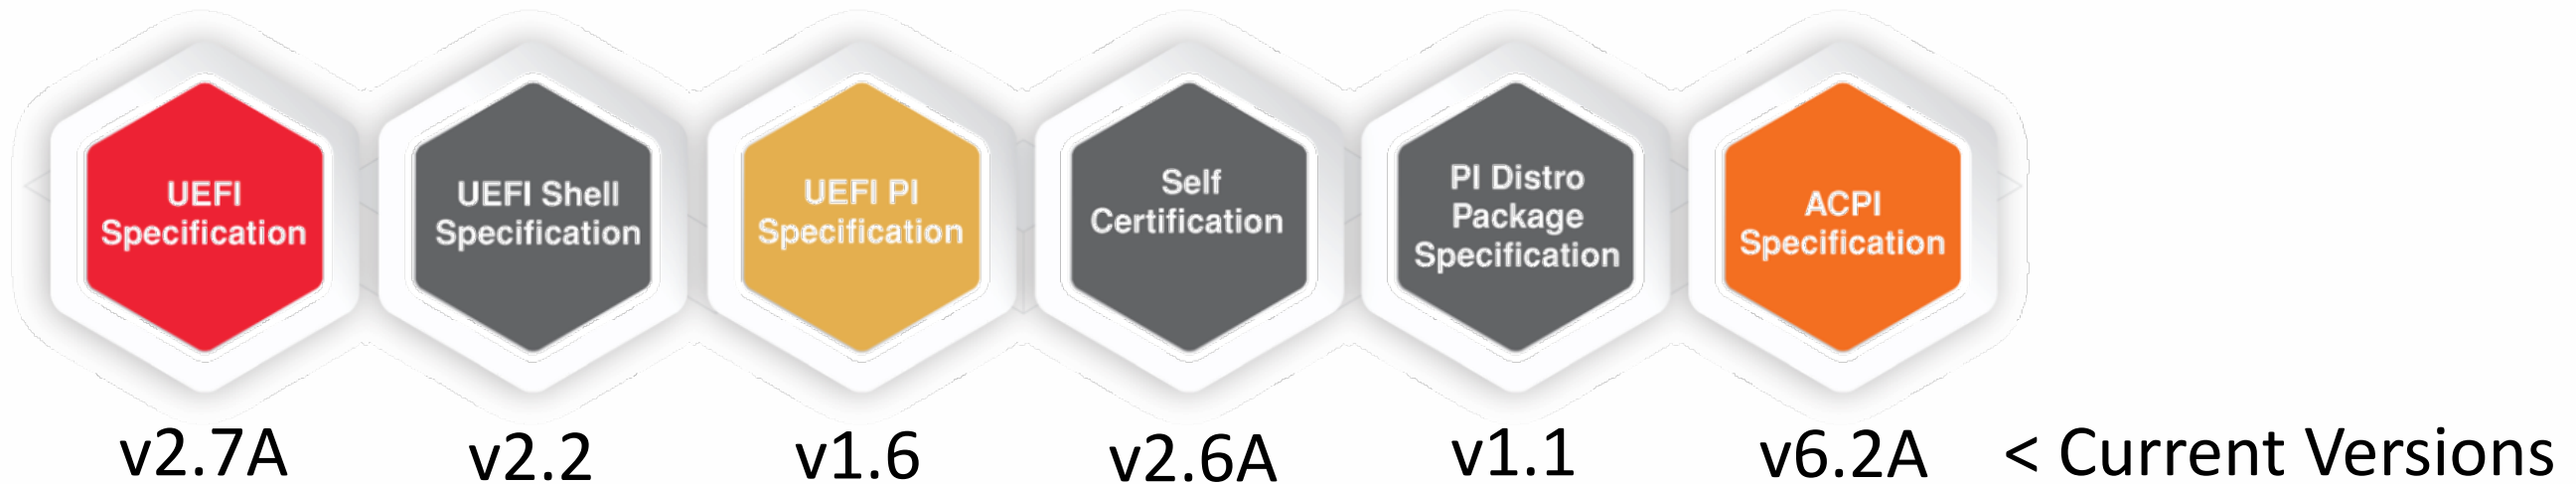 UEFI
Specification
UEFI Shell
Specification
UEFI PI
Specification
Self
Certification
PI Distro
Package
Specification
ACPI
Specification
v2.7A v2.2 v1.6 v2.6A v1.1 v6.2A < Current Versions